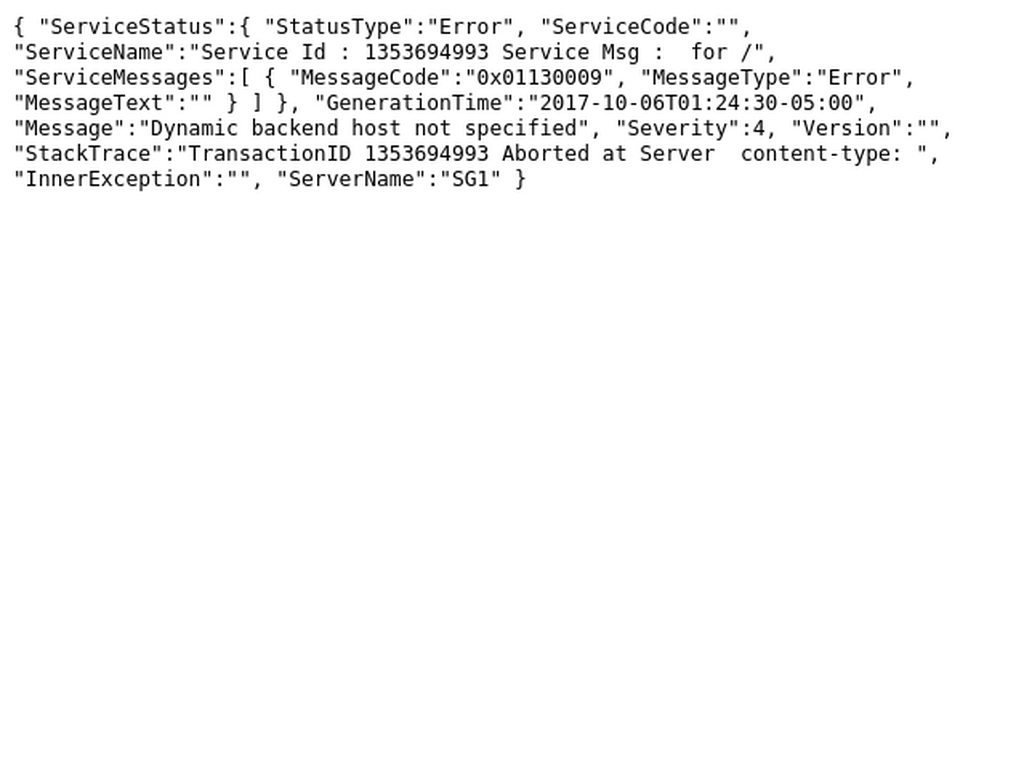 { "ServiceStatus":{ "StatusType":"Error", "ServiceCode":"",
"ServiceName":"Service Id : 1353694993 Service Msg :  for /",
"ServiceMessages":[ { "MessageCode":"0x01130009", "MessageType":"Error",
"MessageText":"" } ] }, "GenerationTime":"2017-10-06T01:24:30-05:00",
"Message":"Dynamic backend host not specified", "Severity":4, "Version":"",
"StackTrace":"TransactionID 1353694993 Aborted at Server  content-type: ",
"InnerException":"", "ServerName":"SG1" }